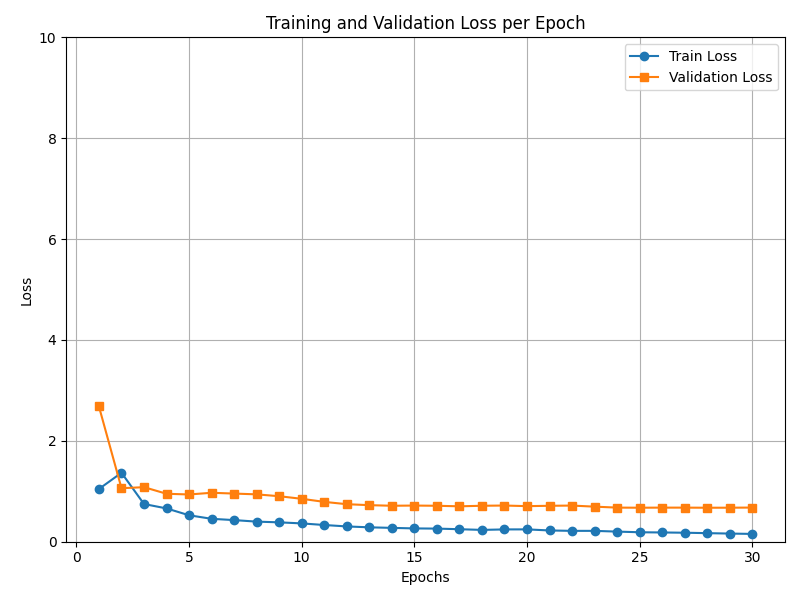 Training and Validation Loss per Epoch
Train Loss
Validation Loss
10
8
6
4
2
0
Loss
0 5 10 15 20 25 30
Epochs